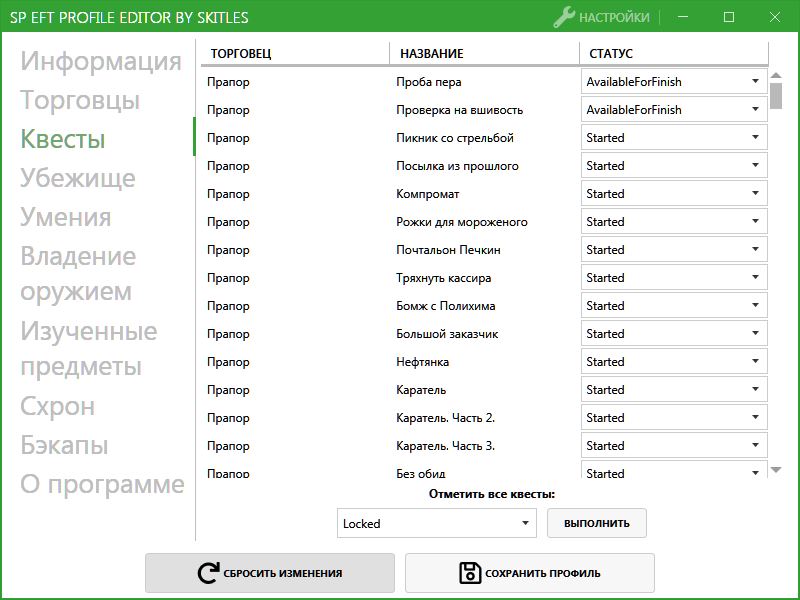 SP EFT PROFILE EDITOR BY SKITLES
НАСТРОЙКИ
Информация
Торговцы
Квесты
Убежище
Умения
Владение
оружием
Изученные
предметы
Схрон
Бэкапы
О программе
ТОРГОВЕЦ НАЗВАНИЕ СТАТУС
Прапор Проба пера AvailableForFinish
Прапор Проверка на вшивость AvailableForFinish
Прапор Пикник со стрельбой Started
Прапор Посылка из прошлого Started
Прапор Компромат Started
Прапор Рожки для мороженого Started
Прапор Почтальон Печкин Started
Прапор Тряхнуть кассира Started
Прапор Бомж с Полихима Started
Прапор Большой заказчик Started
Прапор Нефтянка Started
Прапор Каратель Started
Прапор Каратель. Часть 2. Started
Прапор Каратель. Часть 3. Started
Прапор Без обид Started
Отметить все квесты:
Locked ВЫПОЛНИТЬ
СБРОСИТЬ ИЗМЕНЕНИЯ СОХРАНИТЬ ПРОФИЛЬ